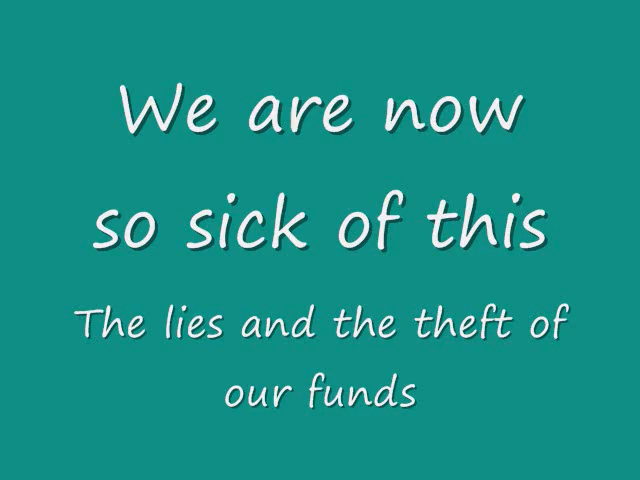 We are now
so sick of this
The lies and the theft of
our funds